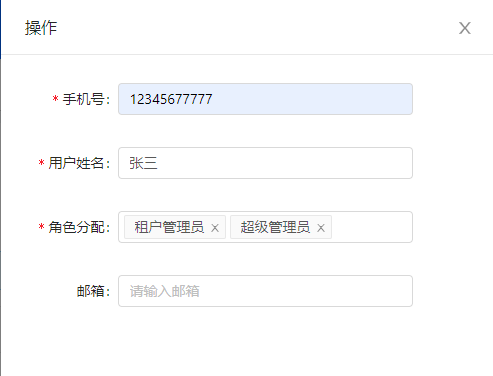 操作
* 手机号: 12345677777
* 用户姓名: 张三
* 角色分配: 租户管理员 x 超级管理员 x
邮箱: 请输入邮箱